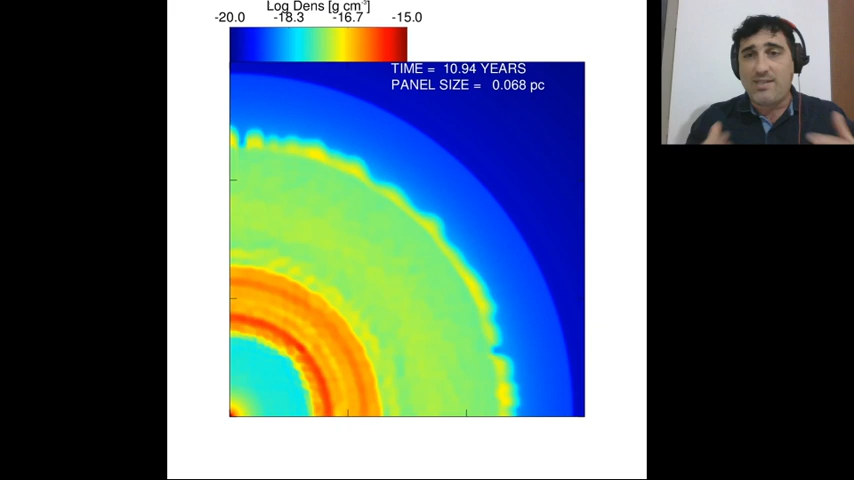 Log Dens [g cm⁻³]
-20.0 -18.3 -16.7 -15.0
TIME = 10.94 YEARS
PANEL SIZE = 0.068 pc